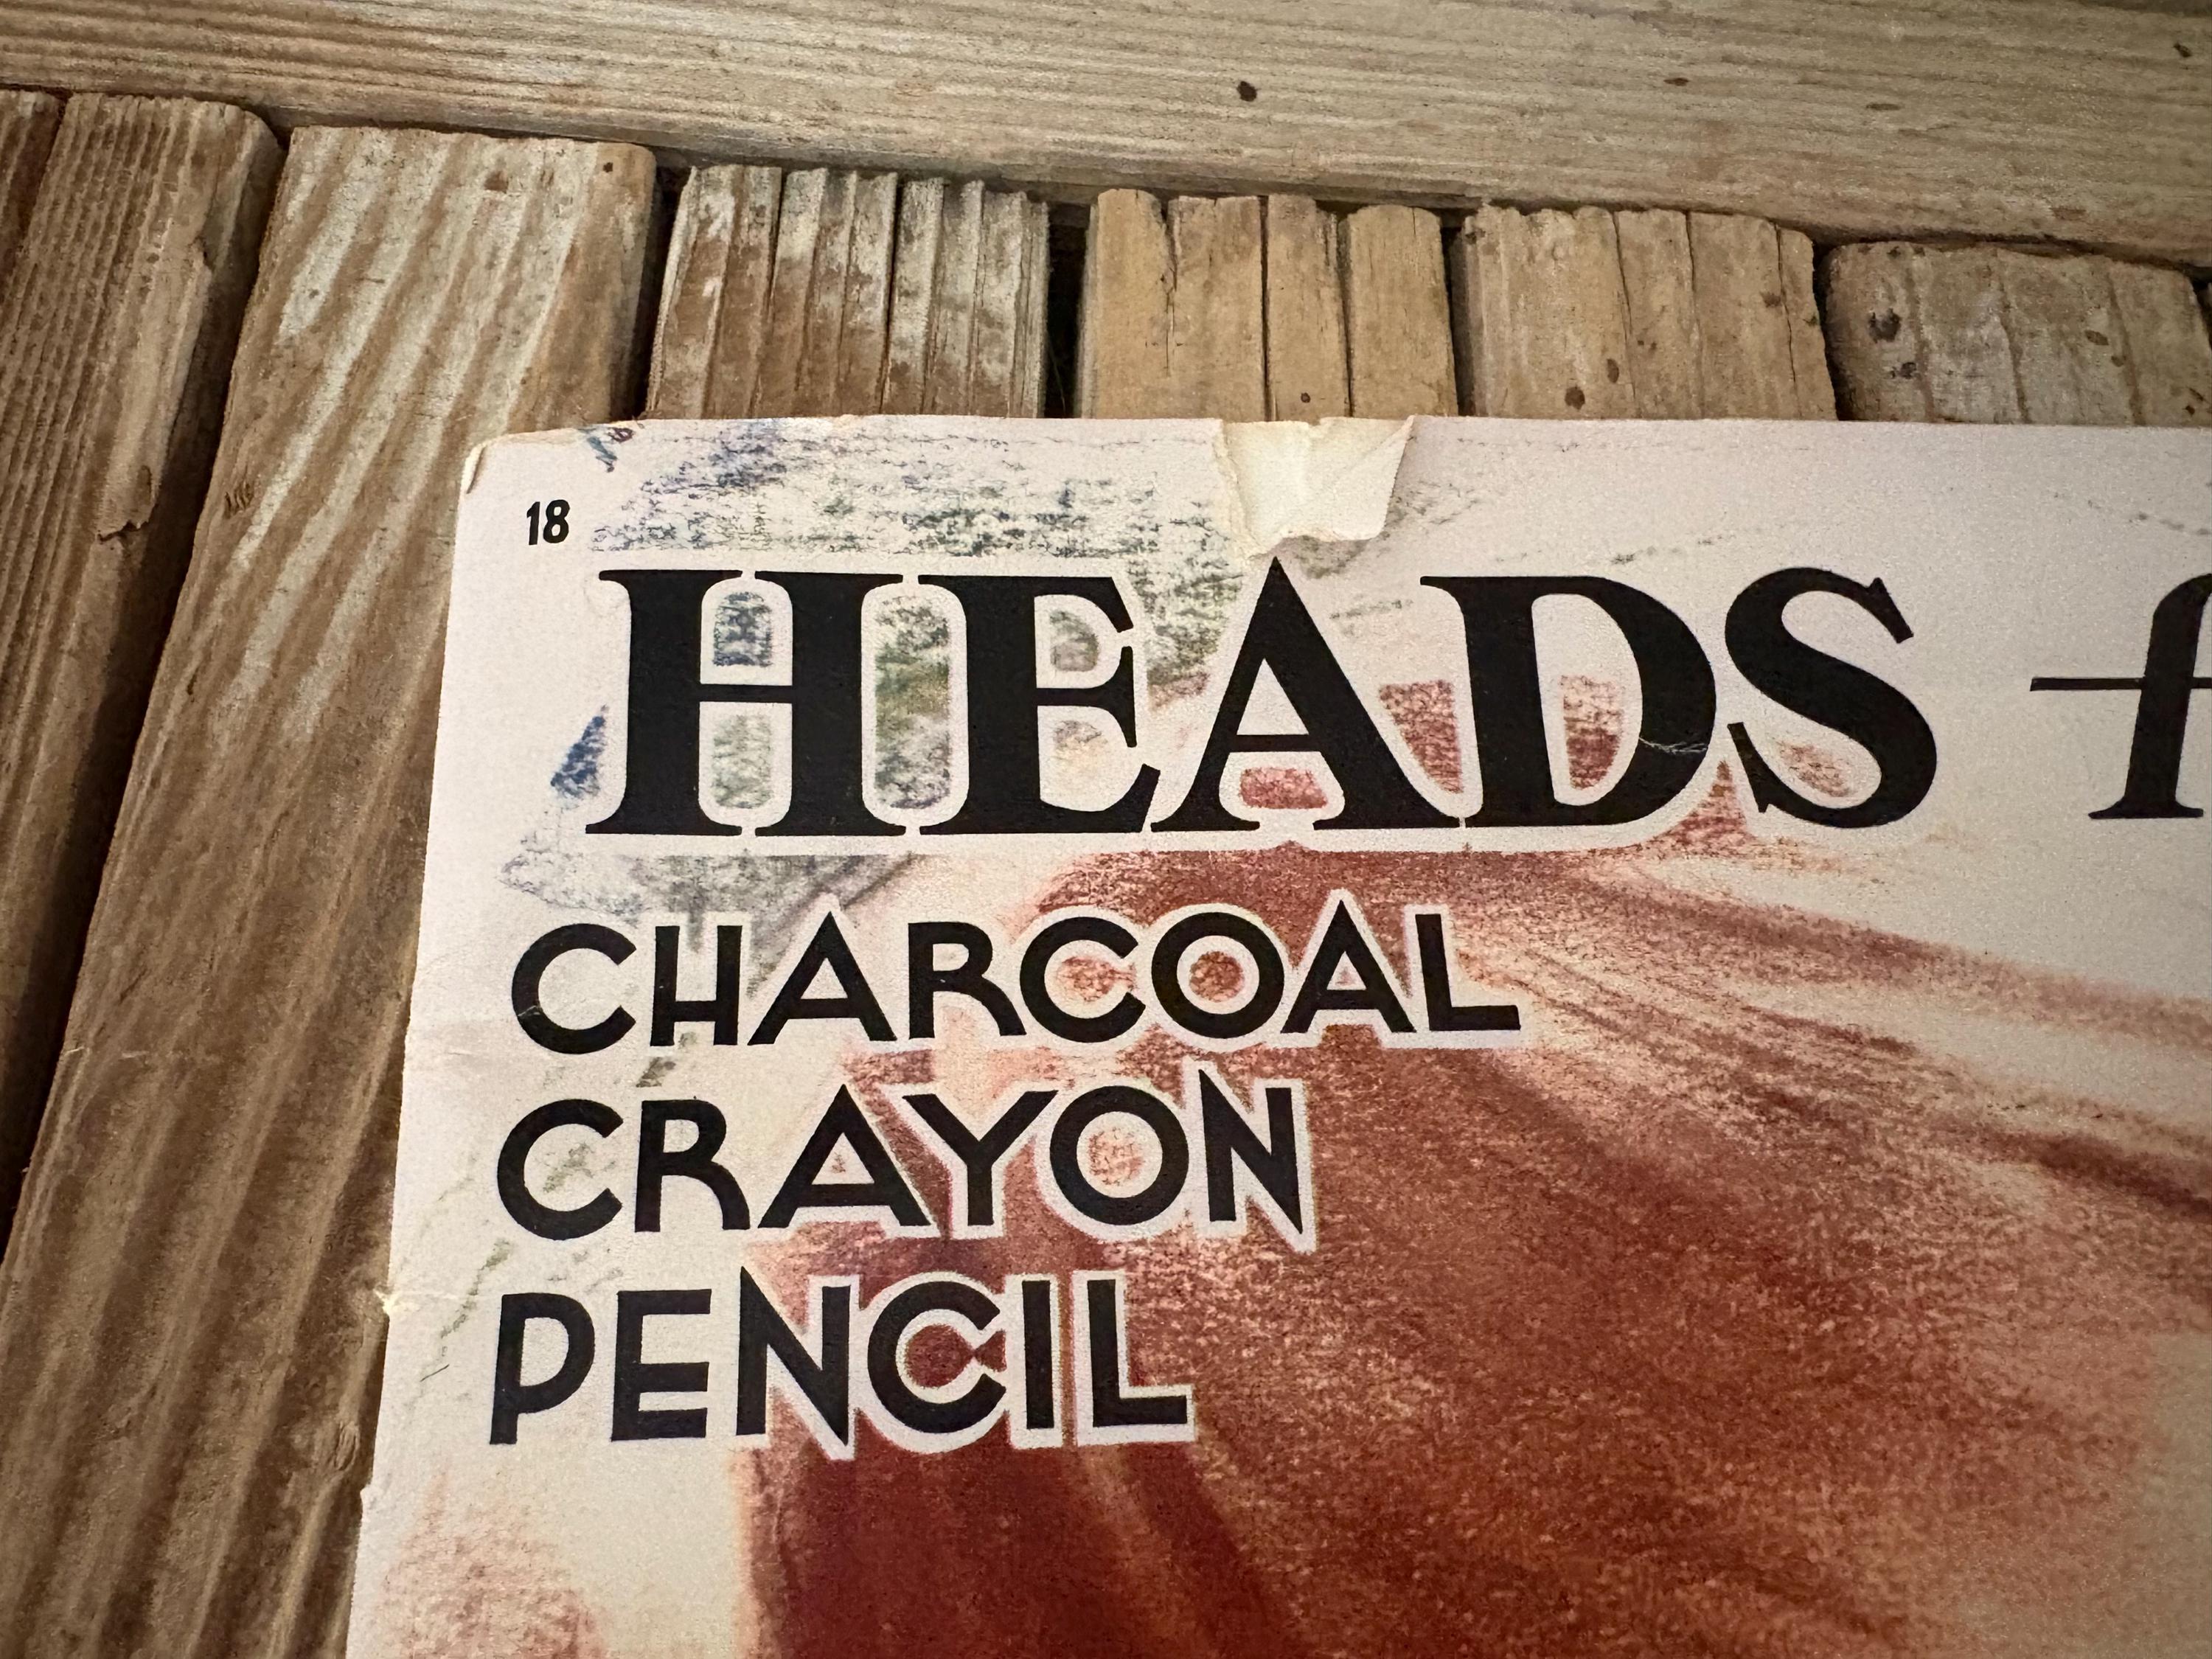 18
HEADS f
CHARCOAL
CRAYON
PENCIL